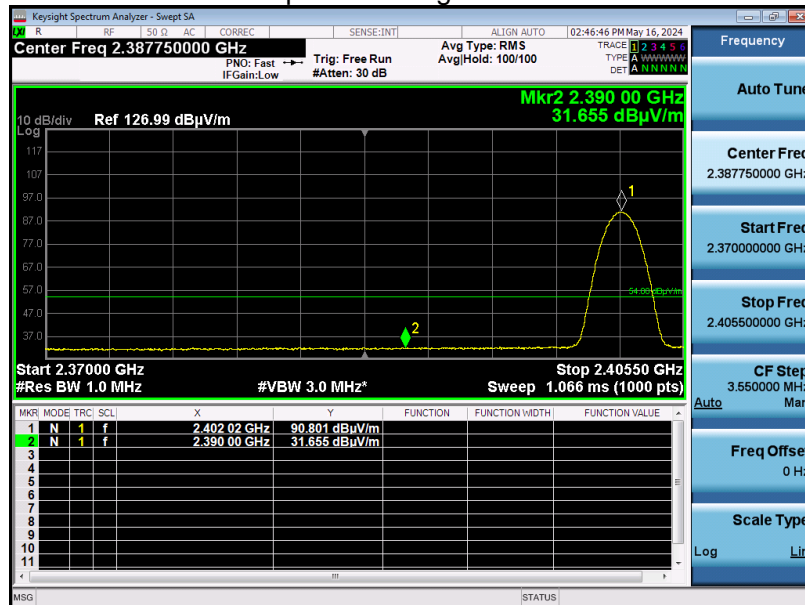 Keysight Spectrum Analyzer - Swept SA
LXI R RF 50 Ω AC CORREC SENSE:INT ALIGN AUTO 02:46:46 PM May 16, 2024
Center Freq 2.387750000 GHz
PNO: Fast
IFGain:Low
Trig: Free Run
#Atten: 30 dB
Avg Type: RMS
Avg|Hold: 100/100
TRACE 1 2 3 4 5 6
TYPE A WWWWW
DET A N N N N N
Mkr2 2.390 00 GHz
31.655 dBµV/m
10 dB/div Ref 126.99 dBµV/m
Log
117
107
97.0
87.0
77.0
67.0
57.0
47.0
37.0
1
54.00 dBµV/m
2
Start 2.37000 GHz Stop 2.40550 GHz
#Res BW 1.0 MHz #VBW 3.0 MHz* Sweep 1.066 ms (1000 pts)
MKR MODE TRC SCL X Y FUNCTION FUNCTION WIDTH FUNCTION VALUE
1 N 1 f 2.402 02 GHz 90.801 dBµV/m
2 N 1 f 2.390 00 GHz 31.655 dBµV/m
3
4
5
6
7
8
9
10
11
MSG STATUS
Frequency
Auto Tune
Center Freq
2.387750000 GHz
Start Freq
2.370000000 GHz
Stop Freq
2.405500000 GHz
CF Step
3.550000 MHz
Auto Man
Freq Offset
0 Hz
Scale Type
Log Lin